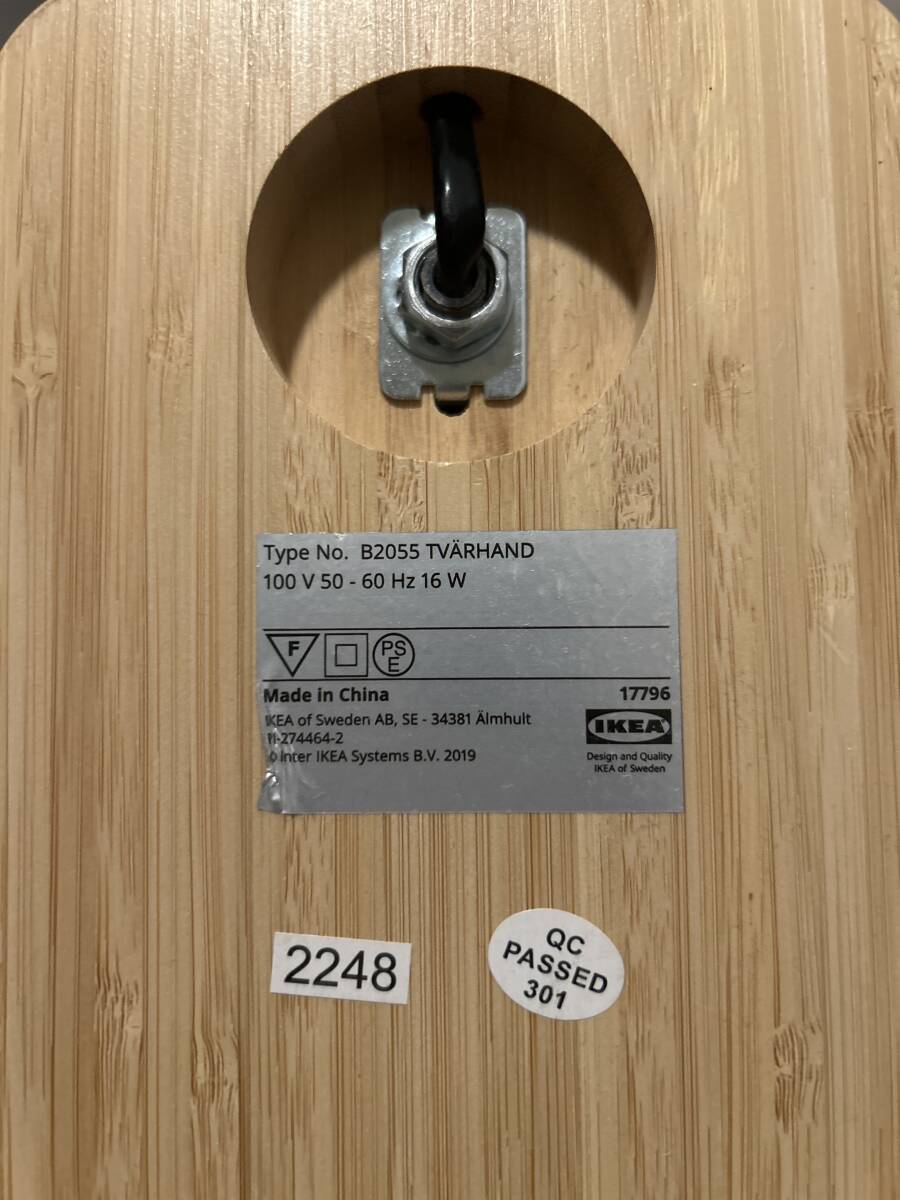 Type No. B2055 TVÄRHAND
100 V 50 - 60 Hz 16 W
F
PS
E
Made in China
17796
IKEA of Sweden AB, SE - 34381 Älmhult
-274464-2
© Inter IKEA Systems B.V. 2019
IKEA
Design and Quality
IKEA of Sweden
2248
QC
PASSED
301